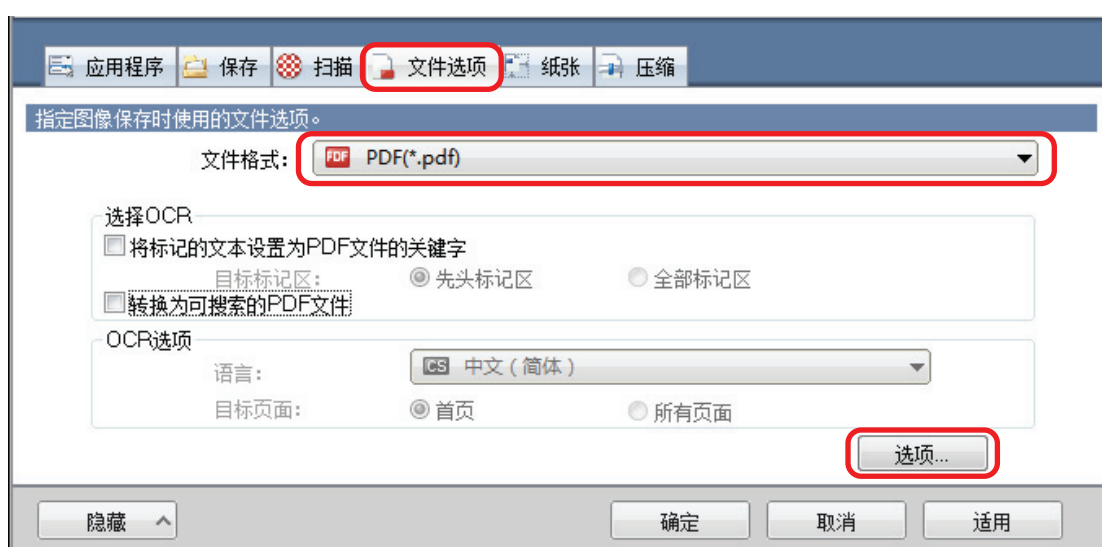 应用程序 保存 扫描 文件选项 纸张 压缩
指定图像保存时使用的文件选项。
文件格式: PDF PDF(*.pdf)
选择OCR
将标记的文本设置为PDF文件的关键字
目标标记区: 先头标记区 全部标记区
转换为可搜索的PDF文件
OCR选项
语言: CS 中文(简体)
目标页面: 首页 所有页面
选项...
隐藏 确定 取消 适用